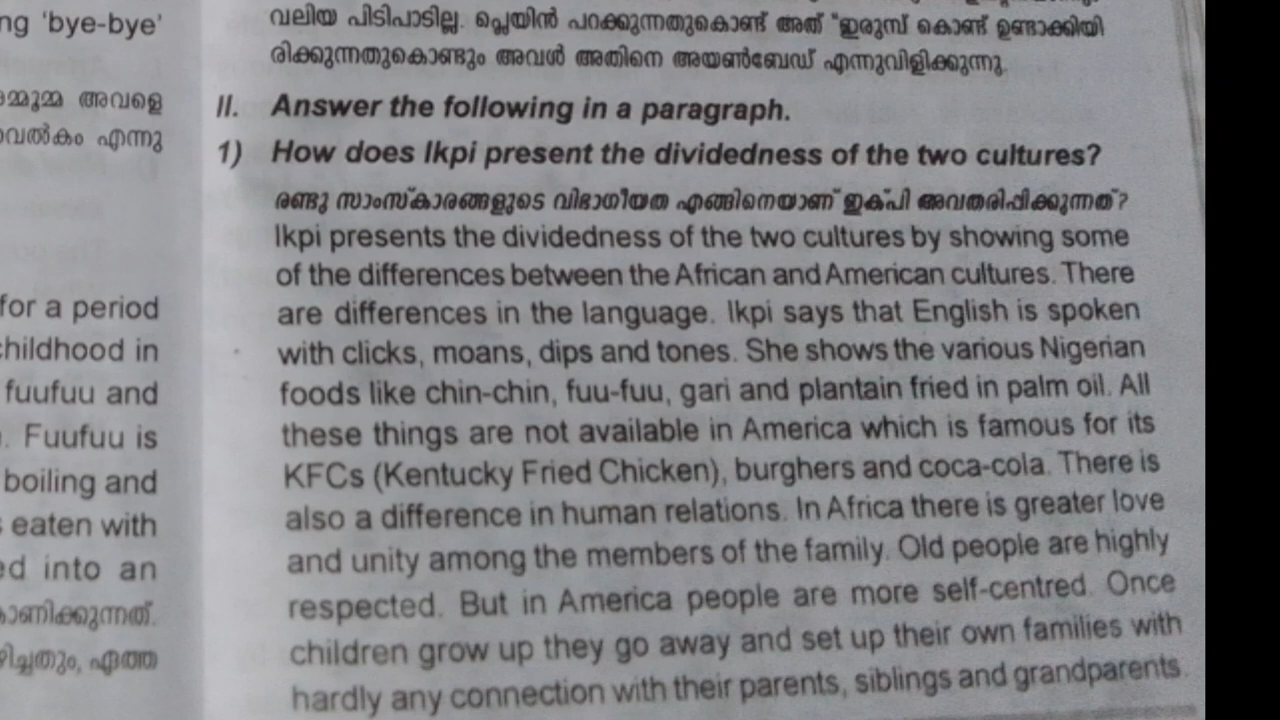 ng 'bye-bye'
മ്മൂമ്മ അവളെ
വൽകം എന്നു
for a period
childhood in
fuufuu and
. Fuufuu is
boiling and
s eaten with
ed into an
കാണിക്കുന്നത്.
എത്ത
വലിയ പിടിപാടില്ല. പ്ലെയിൻ പറക്കുന്നതുകൊണ്ട് അത് "ഇരുമ്പ് കൊണ്ട് ഉണ്ടാക്കിയി
രിക്കുന്നതുകൊണ്ടും അവൾ അതിനെ അയൺബേഡ് എന്നുവിളിക്കുന്നു.
II. Answer the following in a paragraph.
1) How does Ikpi present the dividedness of the two cultures?
രണ്ടു സാംസ്കാരങ്ങളുടെ വിഭാഗീയത എങ്ങിനെയാണ് ഇക്പി അവതരിപ്പിക്കുന്നത്?
Ikpi presents the dividedness of the two cultures by showing some
of the differences between the African and American cultures. There
are differences in the language. Ikpi says that English is spoken
with clicks, moans, dips and tones. She shows the various Nigerian
foods like chin-chin, fuu-fuu, gari and plantain fried in palm oil. All
these things are not available in America which is famous for its
KFCs (Kentucky Fried Chicken), burghers and coca-cola. There is
also a difference in human relations. In Africa there is greater love
and unity among the members of the family. Old people are highly
respected. But in America people are more self-centred. Once
children grow up they go away and set up their own families with
hardly any connection with their parents, siblings and grandparents.